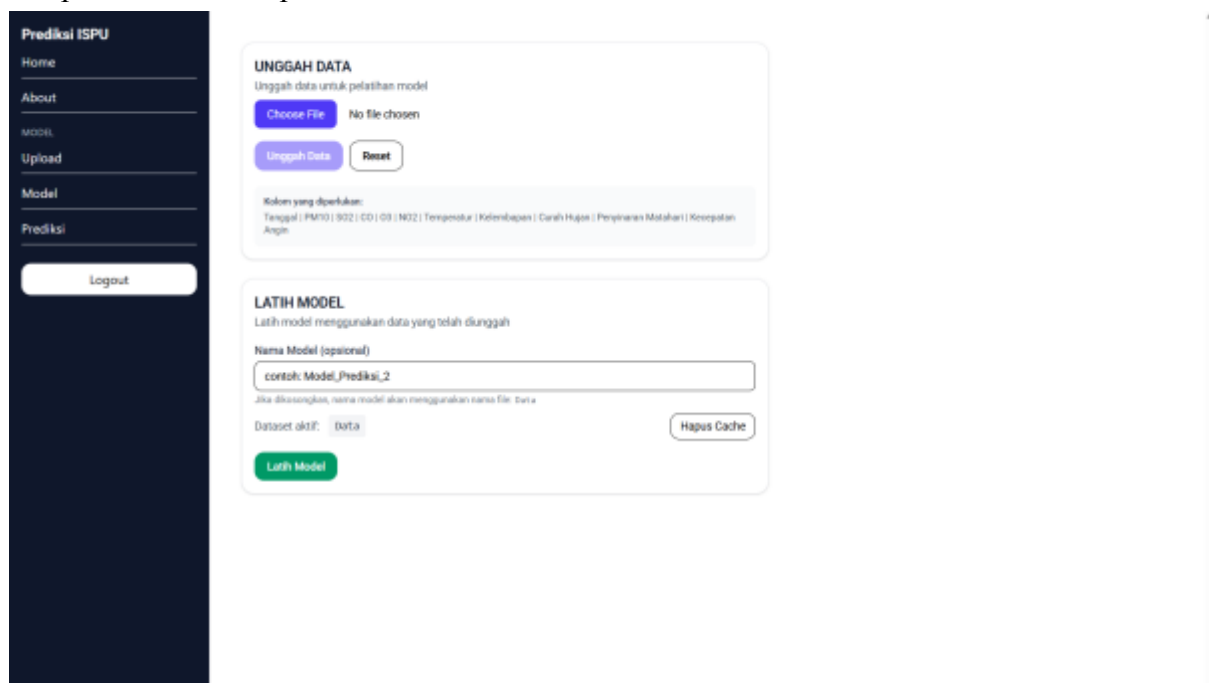 Prediksi ISPU
Home
About
MODEL
Upload
Model
Prediksi
Logout
UNGGAH DATA
Unggah data untuk pelatihan model
Choose File No file chosen
Unggah Data Reset
Kolom yang diperlukan:
Tanggal | PM10 | SO2 | CO | O3 | NO2 | Temperatur | Kelembapan | Curah Hujan | Penyinaran Matahari | Kecepatan
Angin
LATIH MODEL
Latih model menggunakan data yang telah diunggah
Nama Model (opsional)
contoh: Model_Prediksi_2
Jika dikosongkan, nama model akan menggunakan nama file: Data
Dataset aktif: Data Hapus Cache
Latih Model